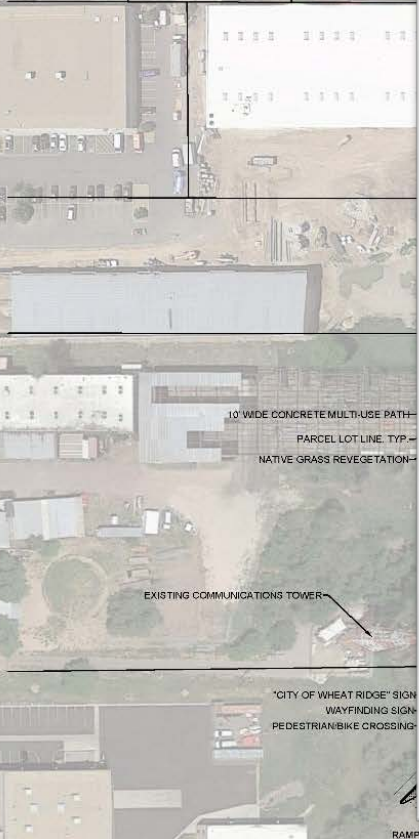 10' WIDE CONCRETE MULTI-USE PATH
PARCEL LOT LINE, TYP.
NATIVE GRASS REVEGETATION
EXISTING COMMUNICATIONS TOWER
"CITY OF WHEAT RIDGE" SIGN
WAYFINDING SIGN
PEDESTRIAN/BIKE CROSSING
RAMP